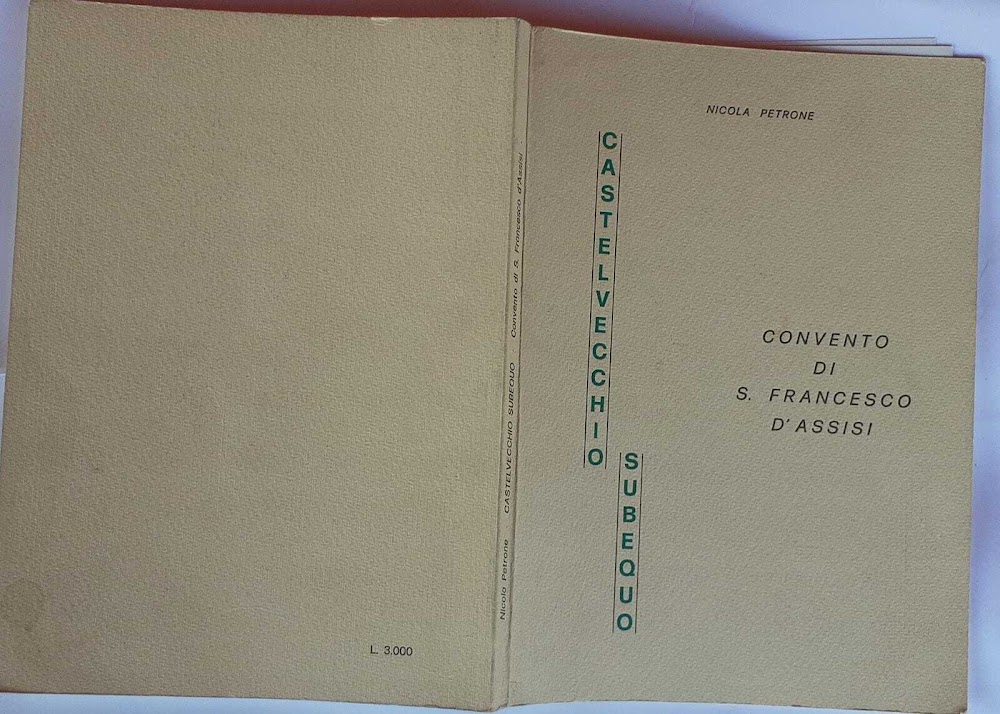 NICOLA PETRONE
CASTELVECCHIO
SUBEQUO
CONVENTO
DI
S. FRANCESCO
D'ASSISI
Nicola Petrone CASTELVECCHIO SUBEQUO Convento di S. Francesco d'Assisi
L. 3.000